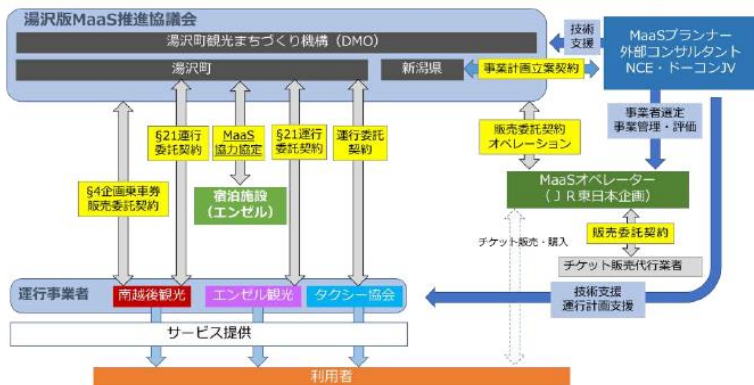 湯沢版MaaS推進協議会
湯沢町観光まちづくり機構（DMO）
湯沢町
新潟県
事業計画立案契約
技術
支援
MaaSプランナー
外部コンサルタント
NCE・ドーコンJV
§4企画乗車券
販売委託契約
§21運行
委託契約
MaaS
協力協定
§21運行
委託契約
運行委託
契約
販売委託契約
オペレーション
事業者選定
事業管理・評価
宿泊施設
（エンゼル）
MaaSオペレーター
（ＪＲ東日本企画）
チケット販売・購入
販売委託契約
チケット販売代行業者
運行事業者
南越後観光
エンゼル観光
タクシー協会
技術支援
運行計画支援
サービス提供
利用者